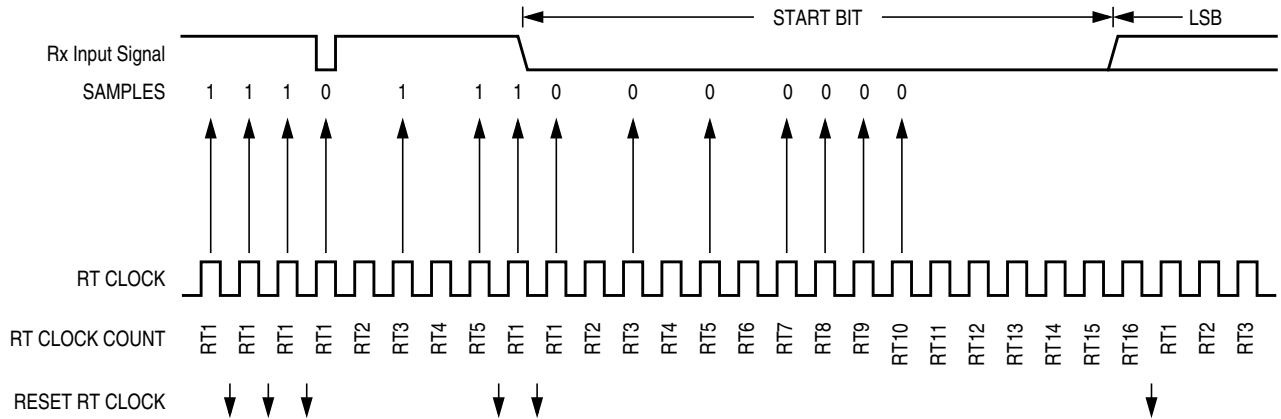 START BIT LSB
Rx Input Signal
SAMPLES 1 1 1 0 1 1 1 0 0 0 0 0 0 0
RT CLOCK
RT CLOCK COUNT RT1 RT1 RT1 RT1 RT2 RT3 RT4 RT5 RT1 RT1 RT2 RT3 RT4 RT5 RT6 RT7 RT8 RT9 RT10 RT11 RT12 RT13 RT14 RT15 RT16 RT1 RT2 RT3
RESET RT CLOCK